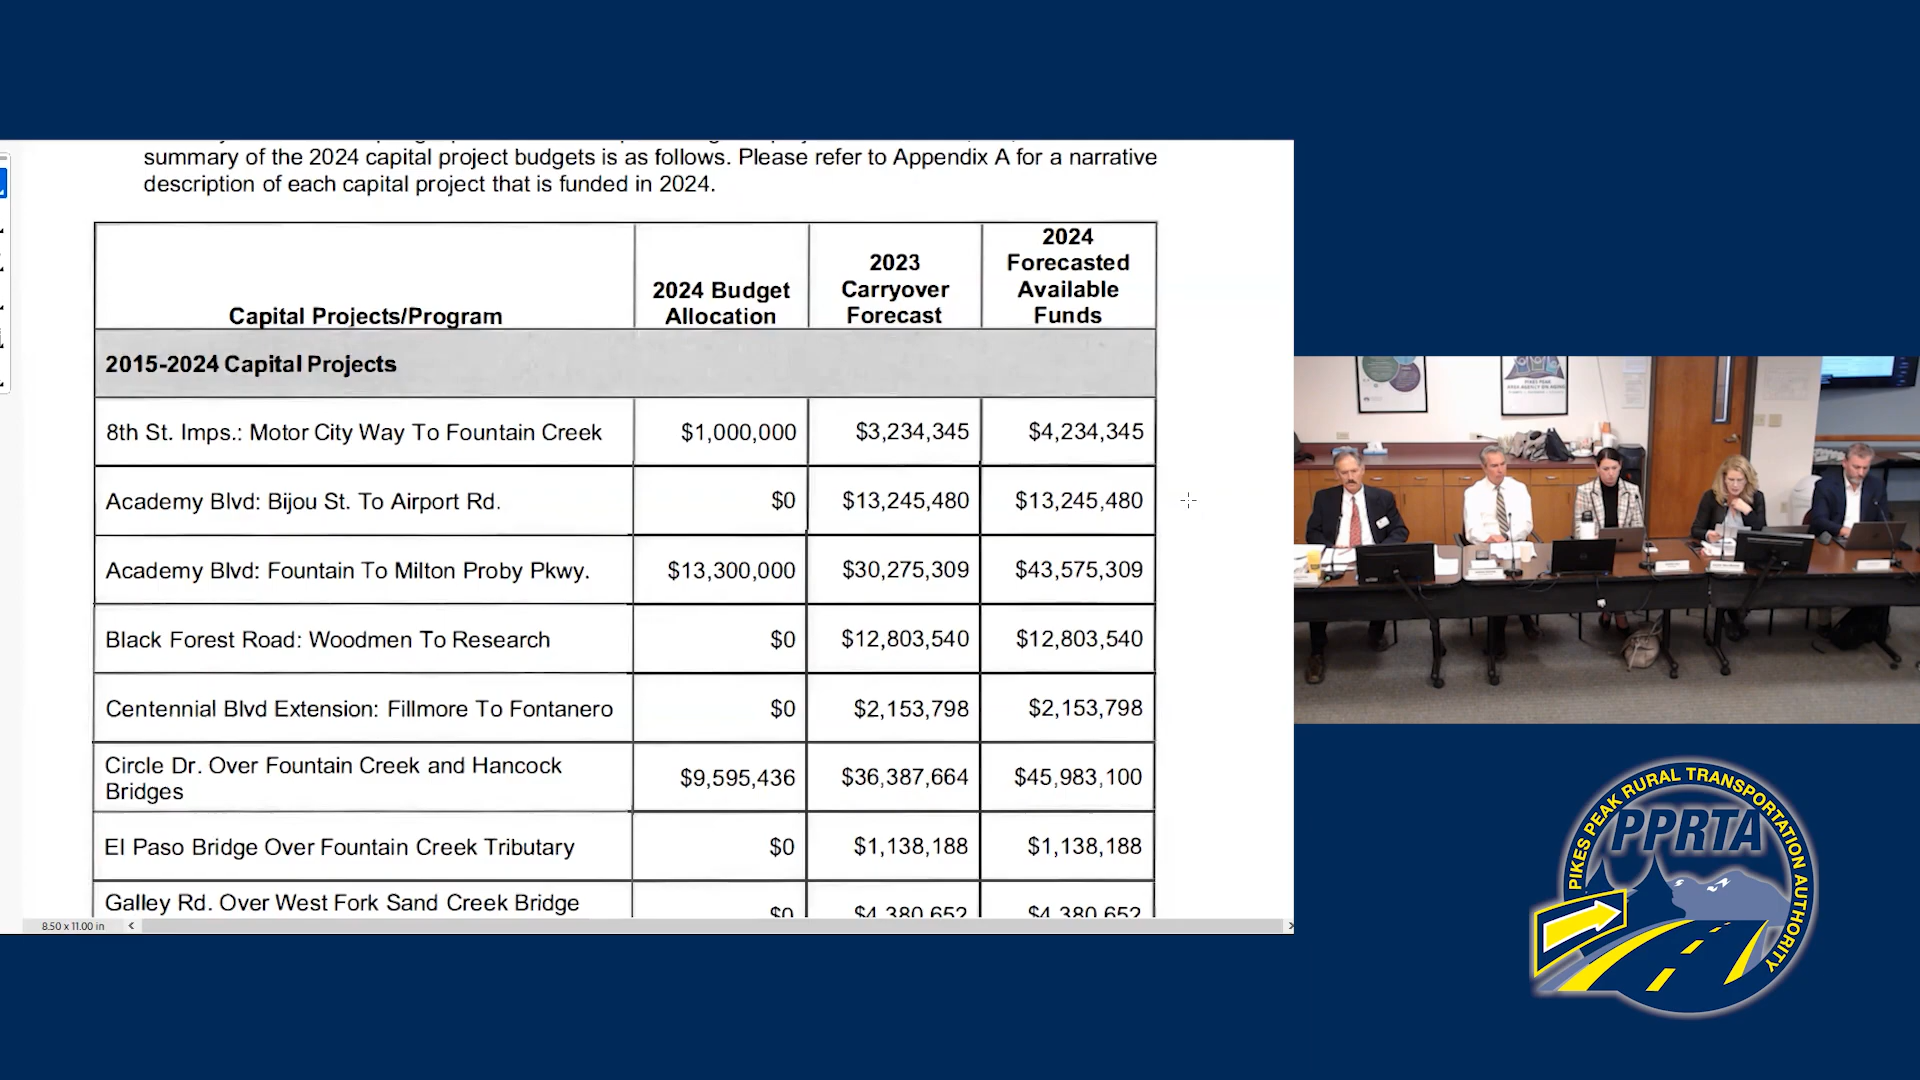 summary of the 2024 capital project budgets is as follows. Please refer to Appendix A for a narrative
description of each capital project that is funded in 2024.
Capital Projects/Program
2024 Budget
Allocation
2023
Carryover
Forecast
2024
Forecasted
Available
Funds
2015-2024 Capital Projects
8th St. Imps.: Motor City Way To Fountain Creek $1,000,000 $3,234,345 $4,234,345
Academy Blvd: Bijou St. To Airport Rd. $0 $13,245,480 $13,245,480
Academy Blvd: Fountain To Milton Proby Pkwy. $13,300,000 $30,275,309 $43,575,309
Black Forest Road: Woodmen To Research $0 $12,803,540 $12,803,540
Centennial Blvd Extension: Fillmore To Fontanero $0 $2,153,798 $2,153,798
Circle Dr. Over Fountain Creek and Hancock
Bridges $9,595,436 $36,387,664 $45,983,100
El Paso Bridge Over Fountain Creek Tributary $0 $1,138,188 $1,138,188
Galley Rd. Over West Fork Sand Creek Bridge
$0 $4,380,652 $4,380,652
8.50 x 11.00 in
PIKES PEAK RURAL TRANSPORTATION AUTHORITY
PPRTA